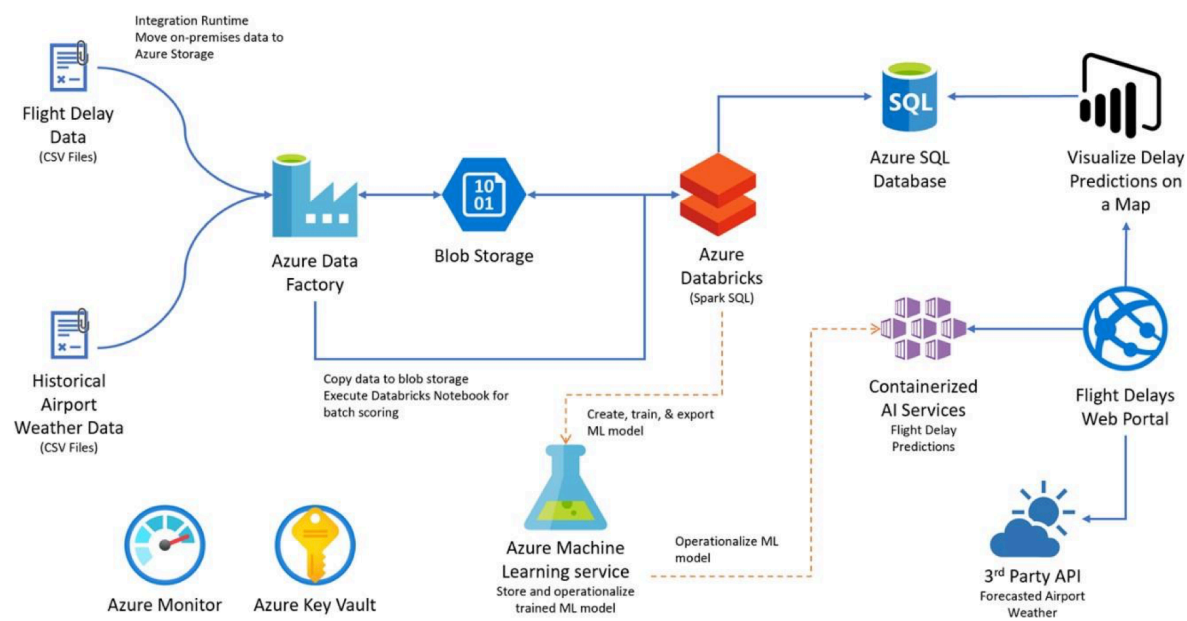 Integration Runtime
Move on-premises data to
Azure Storage
Flight Delay
Data
(CSV Files)
Historical
Airport
Weather Data
(CSV Files)
Azure Data
Factory
10
01
Blob Storage
Copy data to blob storage
Execute Databricks Notebook for
batch scoring
Azure
Databricks
(Spark SQL)
SQL
Azure SQL
Database
Visualize Delay
Predictions on
a Map
Create, train, & export
ML model
Containerized
AI Services
Flight Delay
Predictions
Flight Delays
Web Portal
Azure Monitor
Azure Key Vault
Azure Machine
Learning service
Store and operationalize
trained ML model
Operationalize ML
model
3rd Party API
Forecasted Airport
Weather